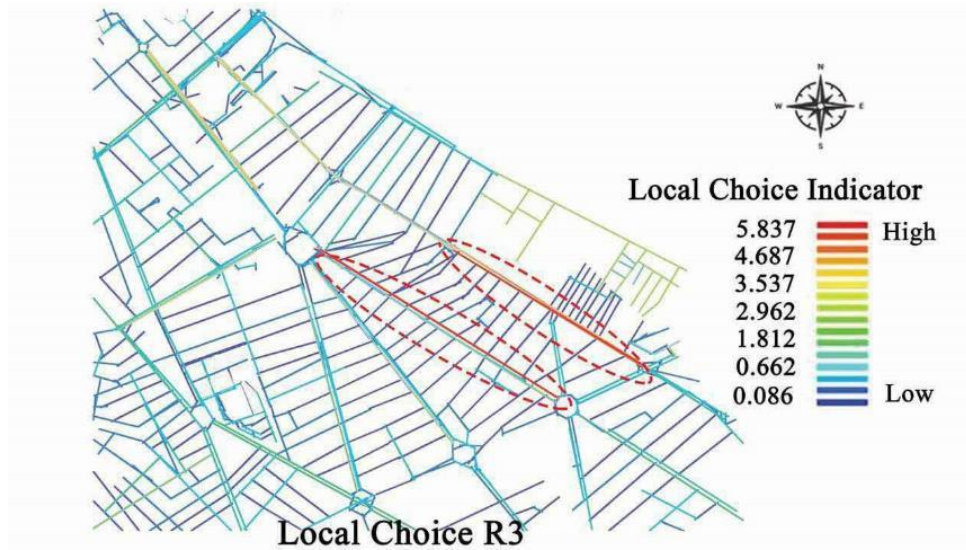 N
W E
S
Local Choice Indicator
5.837 High
4.687
3.537
2.962
1.812
0.662
0.086 Low
Local Choice R3